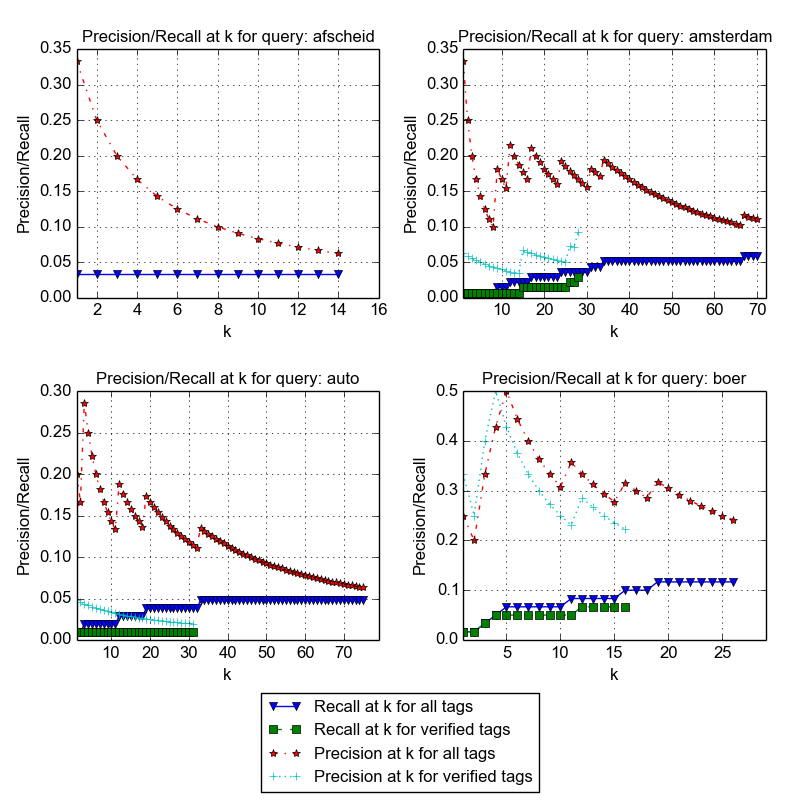 Precision/Recall at k for query: afscheid
Precision/Recall
0.35
0.30
0.25
0.20
0.15
0.10
0.05
0.00
2 4 6 8 10 12 14 16
k
Precision/Recall at k for query: amsterdam
Precision/Recall
0.35
0.30
0.25
0.20
0.15
0.10
0.05
0.00
10 20 30 40 50 60 70
k
Precision/Recall at k for query: auto
Precision/Recall
0.30
0.25
0.20
0.15
0.10
0.05
0.00
10 20 30 40 50 60 70
k
Precision/Recall at k for query: boer
Precision/Recall
0.5
0.4
0.3
0.2
0.1
0.0
5 10 15 20 25
k
Recall at k for all tags
Recall at k for verified tags
Precision at k for all tags
Precision at k for verified tags